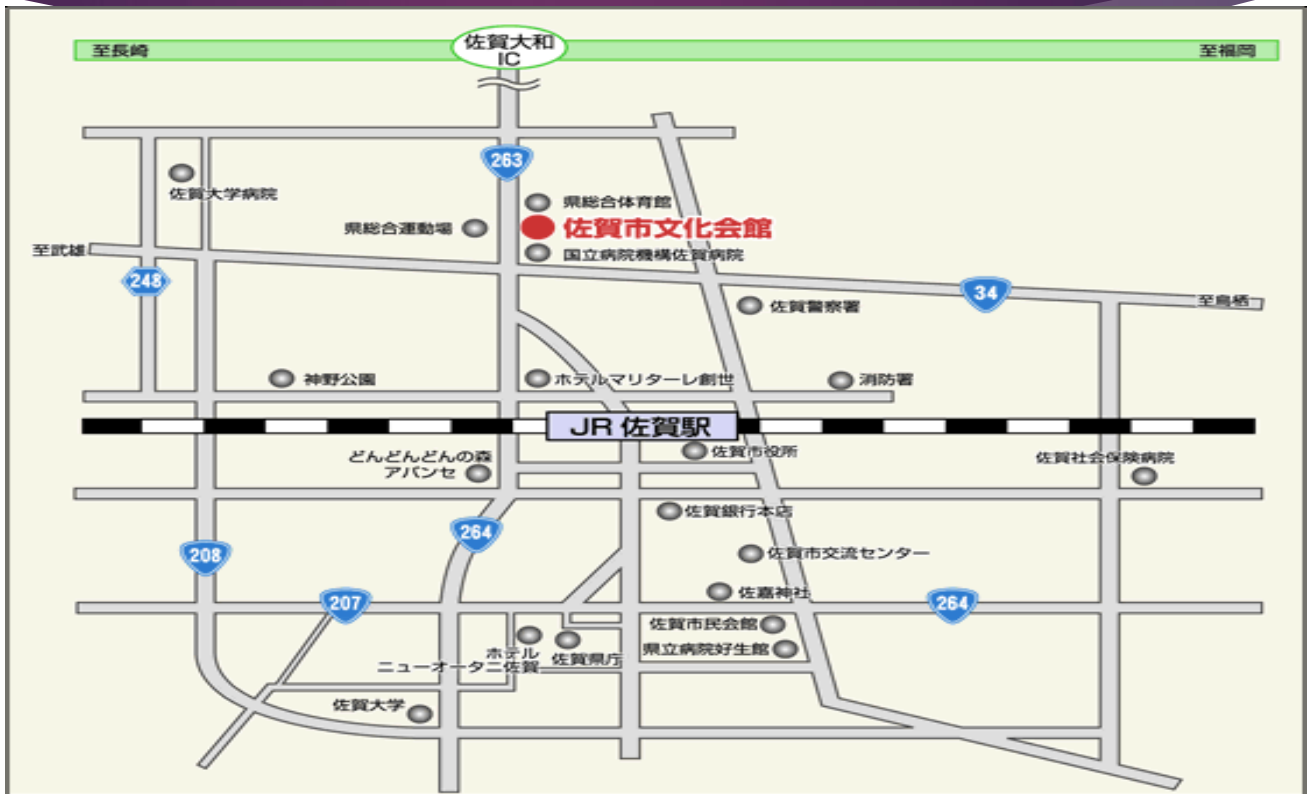 佐賀大和
IC
至長崎
至福岡
263
佐賀大学病院
県総合体育館
県総合運動場
佐賀市文化会館
至武雄
国立病院機構佐賀病院
248
34
至鳥栖
佐賀警察署
神野公園
ホテルマリターレ創世
消防署
JR 佐賀駅
どんどんどんの森
アバンセ
佐賀市役所
佐賀社会保険病院
佐賀銀行本店
264
208
佐賀市交流センター
佐嘉神社
207
264
佐賀市民会館
ホテル
ニューオータニ佐賀
佐賀県庁
県立病院好生館
佐賀大学